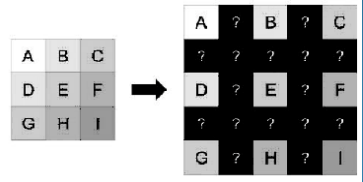 A B C
D E F
G H I
A ? B ? C
? ? ? ? ?
D ? E ? F
? ? ? ? ?
G ? H ? I